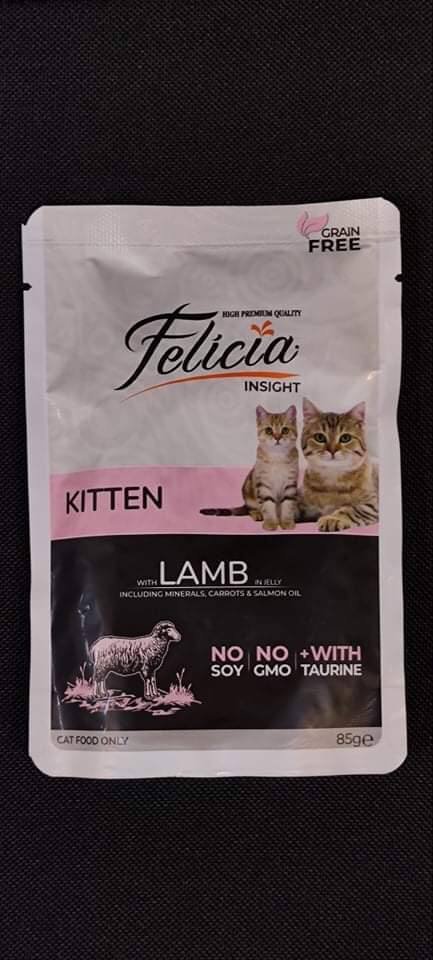 GRAIN
FREE
HIGH PREMIUM QUALITY
Felicia
INSIGHT
KITTEN
WITH LAMB IN JELLY
INCLUDING MINERALS, CARROTS & SALMON OIL
NO SOY
NO GMO
+WITH TAURINE
CAT FOOD ONLY
85g℮